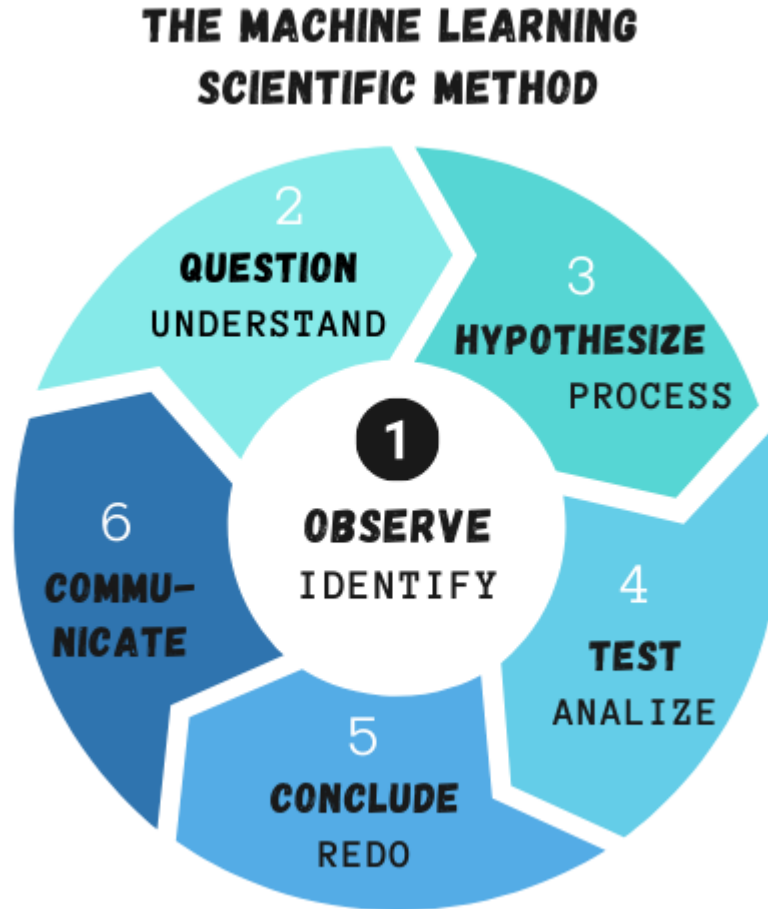 THE MACHINE LEARNING
SCIENTIFIC METHOD
1
OBSERVE
IDENTIFY
2
QUESTION
UNDERSTAND
3
HYPOTHESIZE
PROCESS
4
TEST
ANALIZE
5
CONCLUDE
REDO
6
COMMU-
NICATE